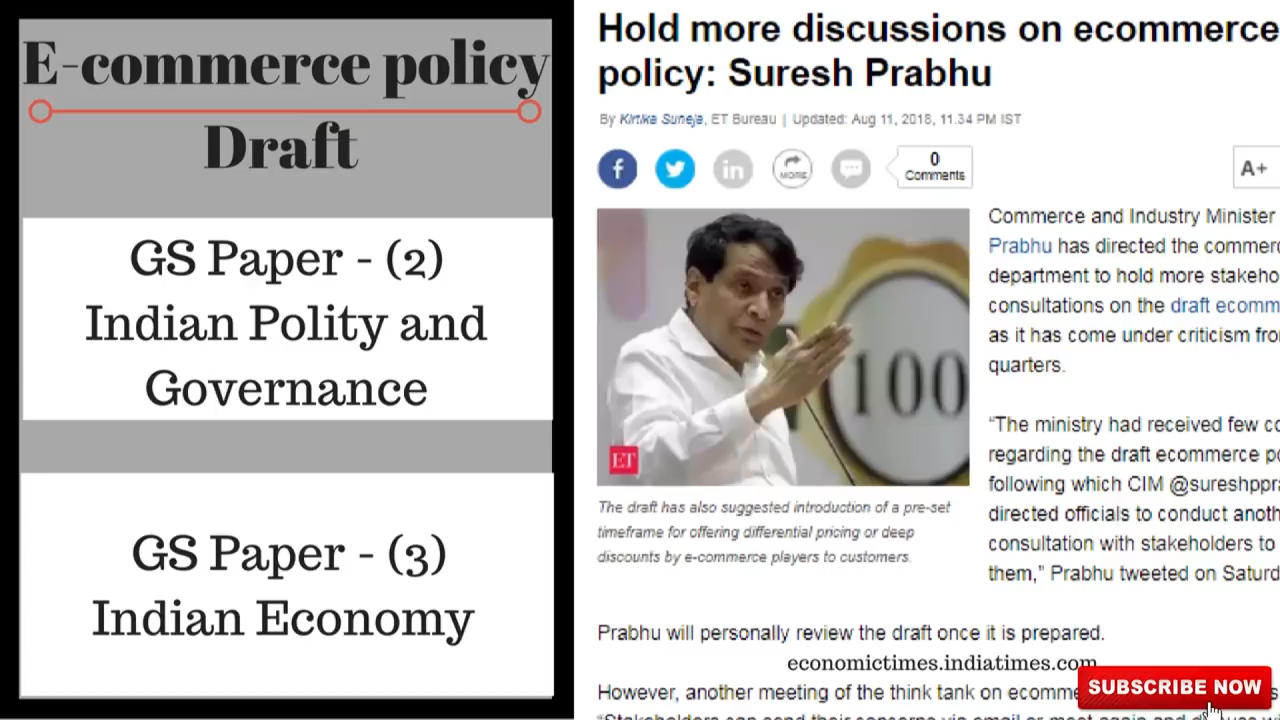 E-commerce policy
Draft
GS Paper - (2)
Indian Polity and
Governance
GS Paper - (3)
Indian Economy
Hold more discussions on ecommerce
policy: Suresh Prabhu
By Kirtika Suneja, ET Bureau | Updated: Aug 11, 2018, 11.34 PM IST
MORE
0
Comments
A+
100
ET
The draft has also suggested introduction of a pre-set
timeframe for offering differential pricing or deep
discounts by e-commerce players to customers.
Commerce and Industry Minister
Prabhu has directed the commerc
department to hold more stakeho
consultations on the draft ecomm
as it has come under criticism fro
quarters.
“The ministry had received few co
regarding the draft ecommerce po
following which CIM @sureshppra
directed officials to conduct anoth
consultation with stakeholders to
them,” Prabhu tweeted on Saturd
Prabhu will personally review the draft once it is prepared.
economictimes.indiatimes.com
However, another meeting of the think tank on ecomme
SUBSCRIBE NOW